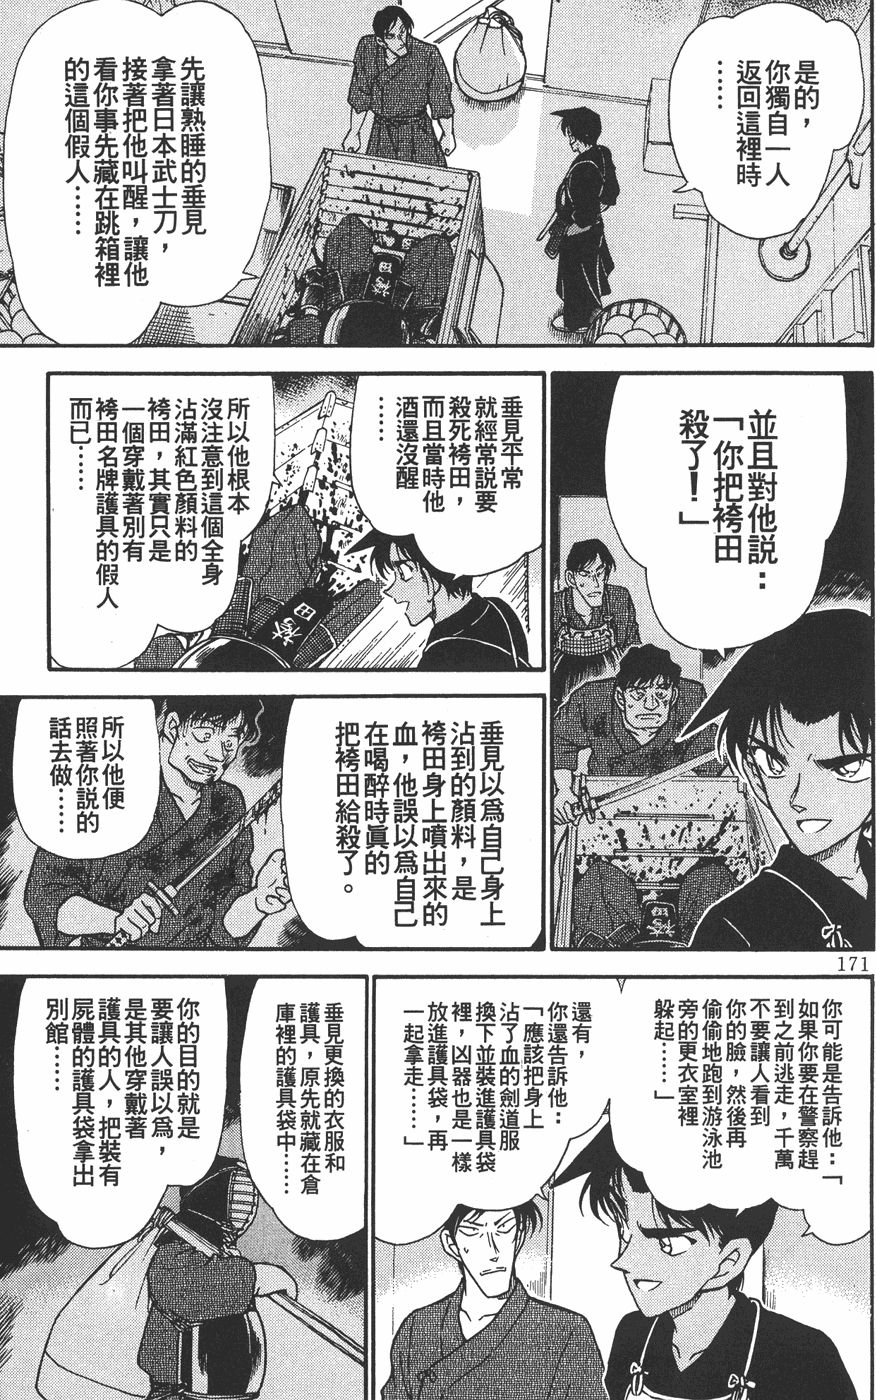 是的，
你獨自一人
返回這裡時
……
先讓熟睡的垂見
拿著日本武士刀，
接著把他叫醒，讓他
看你事先藏在跳箱裡
的這個假人……
袴田
並且對他說：
「你把袴田
殺了！」
袴田
垂見平常
就經常說要
殺死袴田，
而且當時他
酒還沒醒
……
所以他根本
沒注意到這個全身
沾滿紅色顏料的
袴田，其實只是
一個穿戴著別有
袴田名牌護具的假人
而已……
袴田
垂見以為自己身上
沾到的顏料，是
袴田身上噴出來的
血，他誤以為自己
在喝醉時真的
把袴田給殺了。
所以他便
照著你說的
話去做……
171
你可能是告訴他：「
如果你要在警察趕
到之前逃走，千萬
不要讓人看到
你的臉，然後再
偷偷地跑到游泳池
旁的更衣室裡
躲起……」
還有，
你還告訴他：
「應該把身上
沾了血的劍道服
換下並裝進護具袋
裡，凶器也是一樣
放進護具袋，再
一起拿走……」
垂見更換的衣服和
護具，原先就藏在倉
庫裡的護具袋中……
你的目的就是
要讓人誤以為，
是其他穿戴著
護具的人，把裝有
屍體的護具袋拿出
別館……